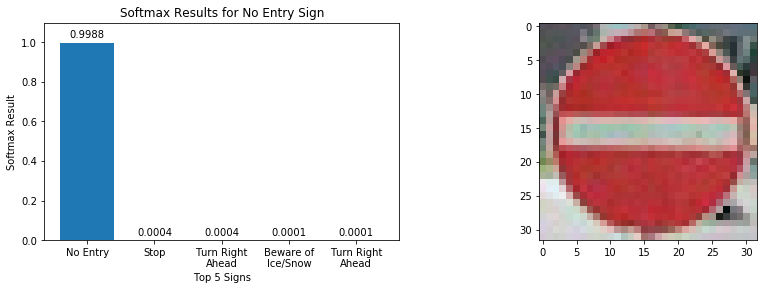 Softmax Results for No Entry Sign
Softmax Result
1.0
0.8
0.6
0.4
0.2
0.0
0.9988
0.0004
0.0004
0.0001
0.0001
No Entry
Stop
Turn Right
Ahead
Beware of
Ice/Snow
Turn Right
Ahead
Top 5 Signs
0
5
10
15
20
25
30
0
5
10
15
20
25
30